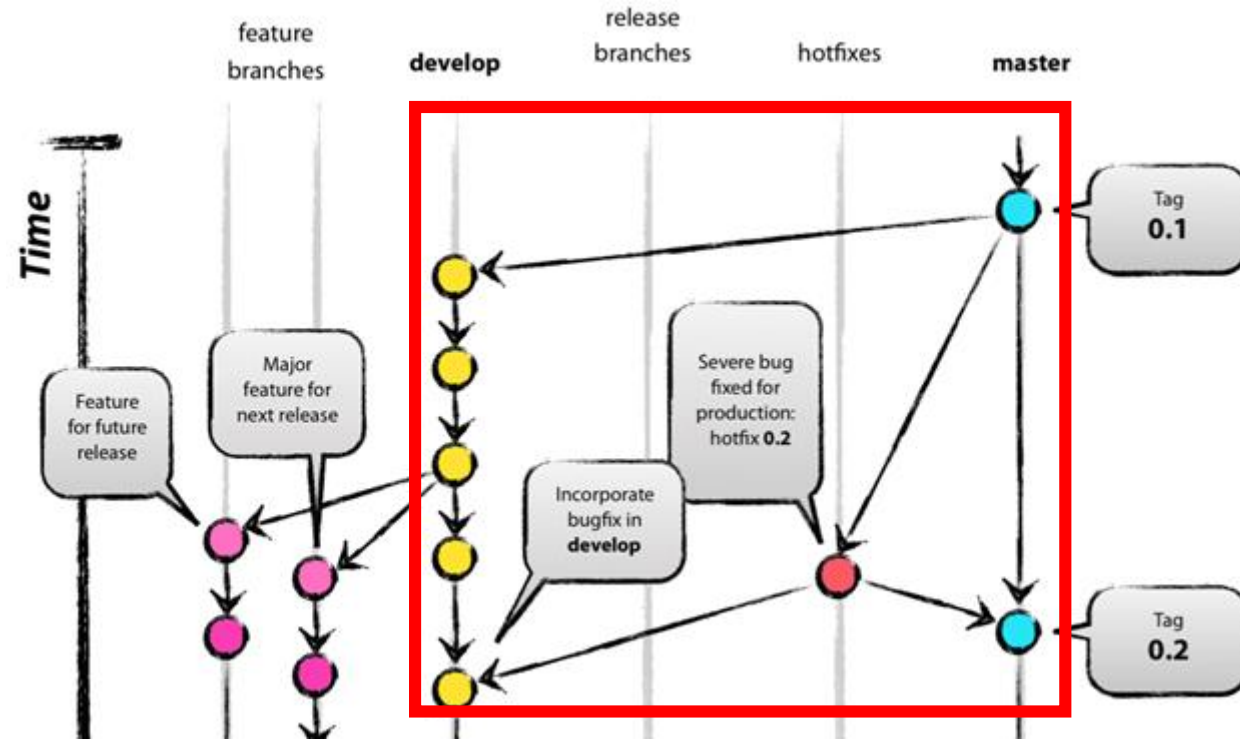 feature
branches
develop
release
branches
hotfixes
master
Time
Tag
0.1
Major
feature for
next release
Feature
for future
release
Severe bug
fixed for
production:
hotfix 0.2
Incorporate
bugfix in
develop
Tag
0.2